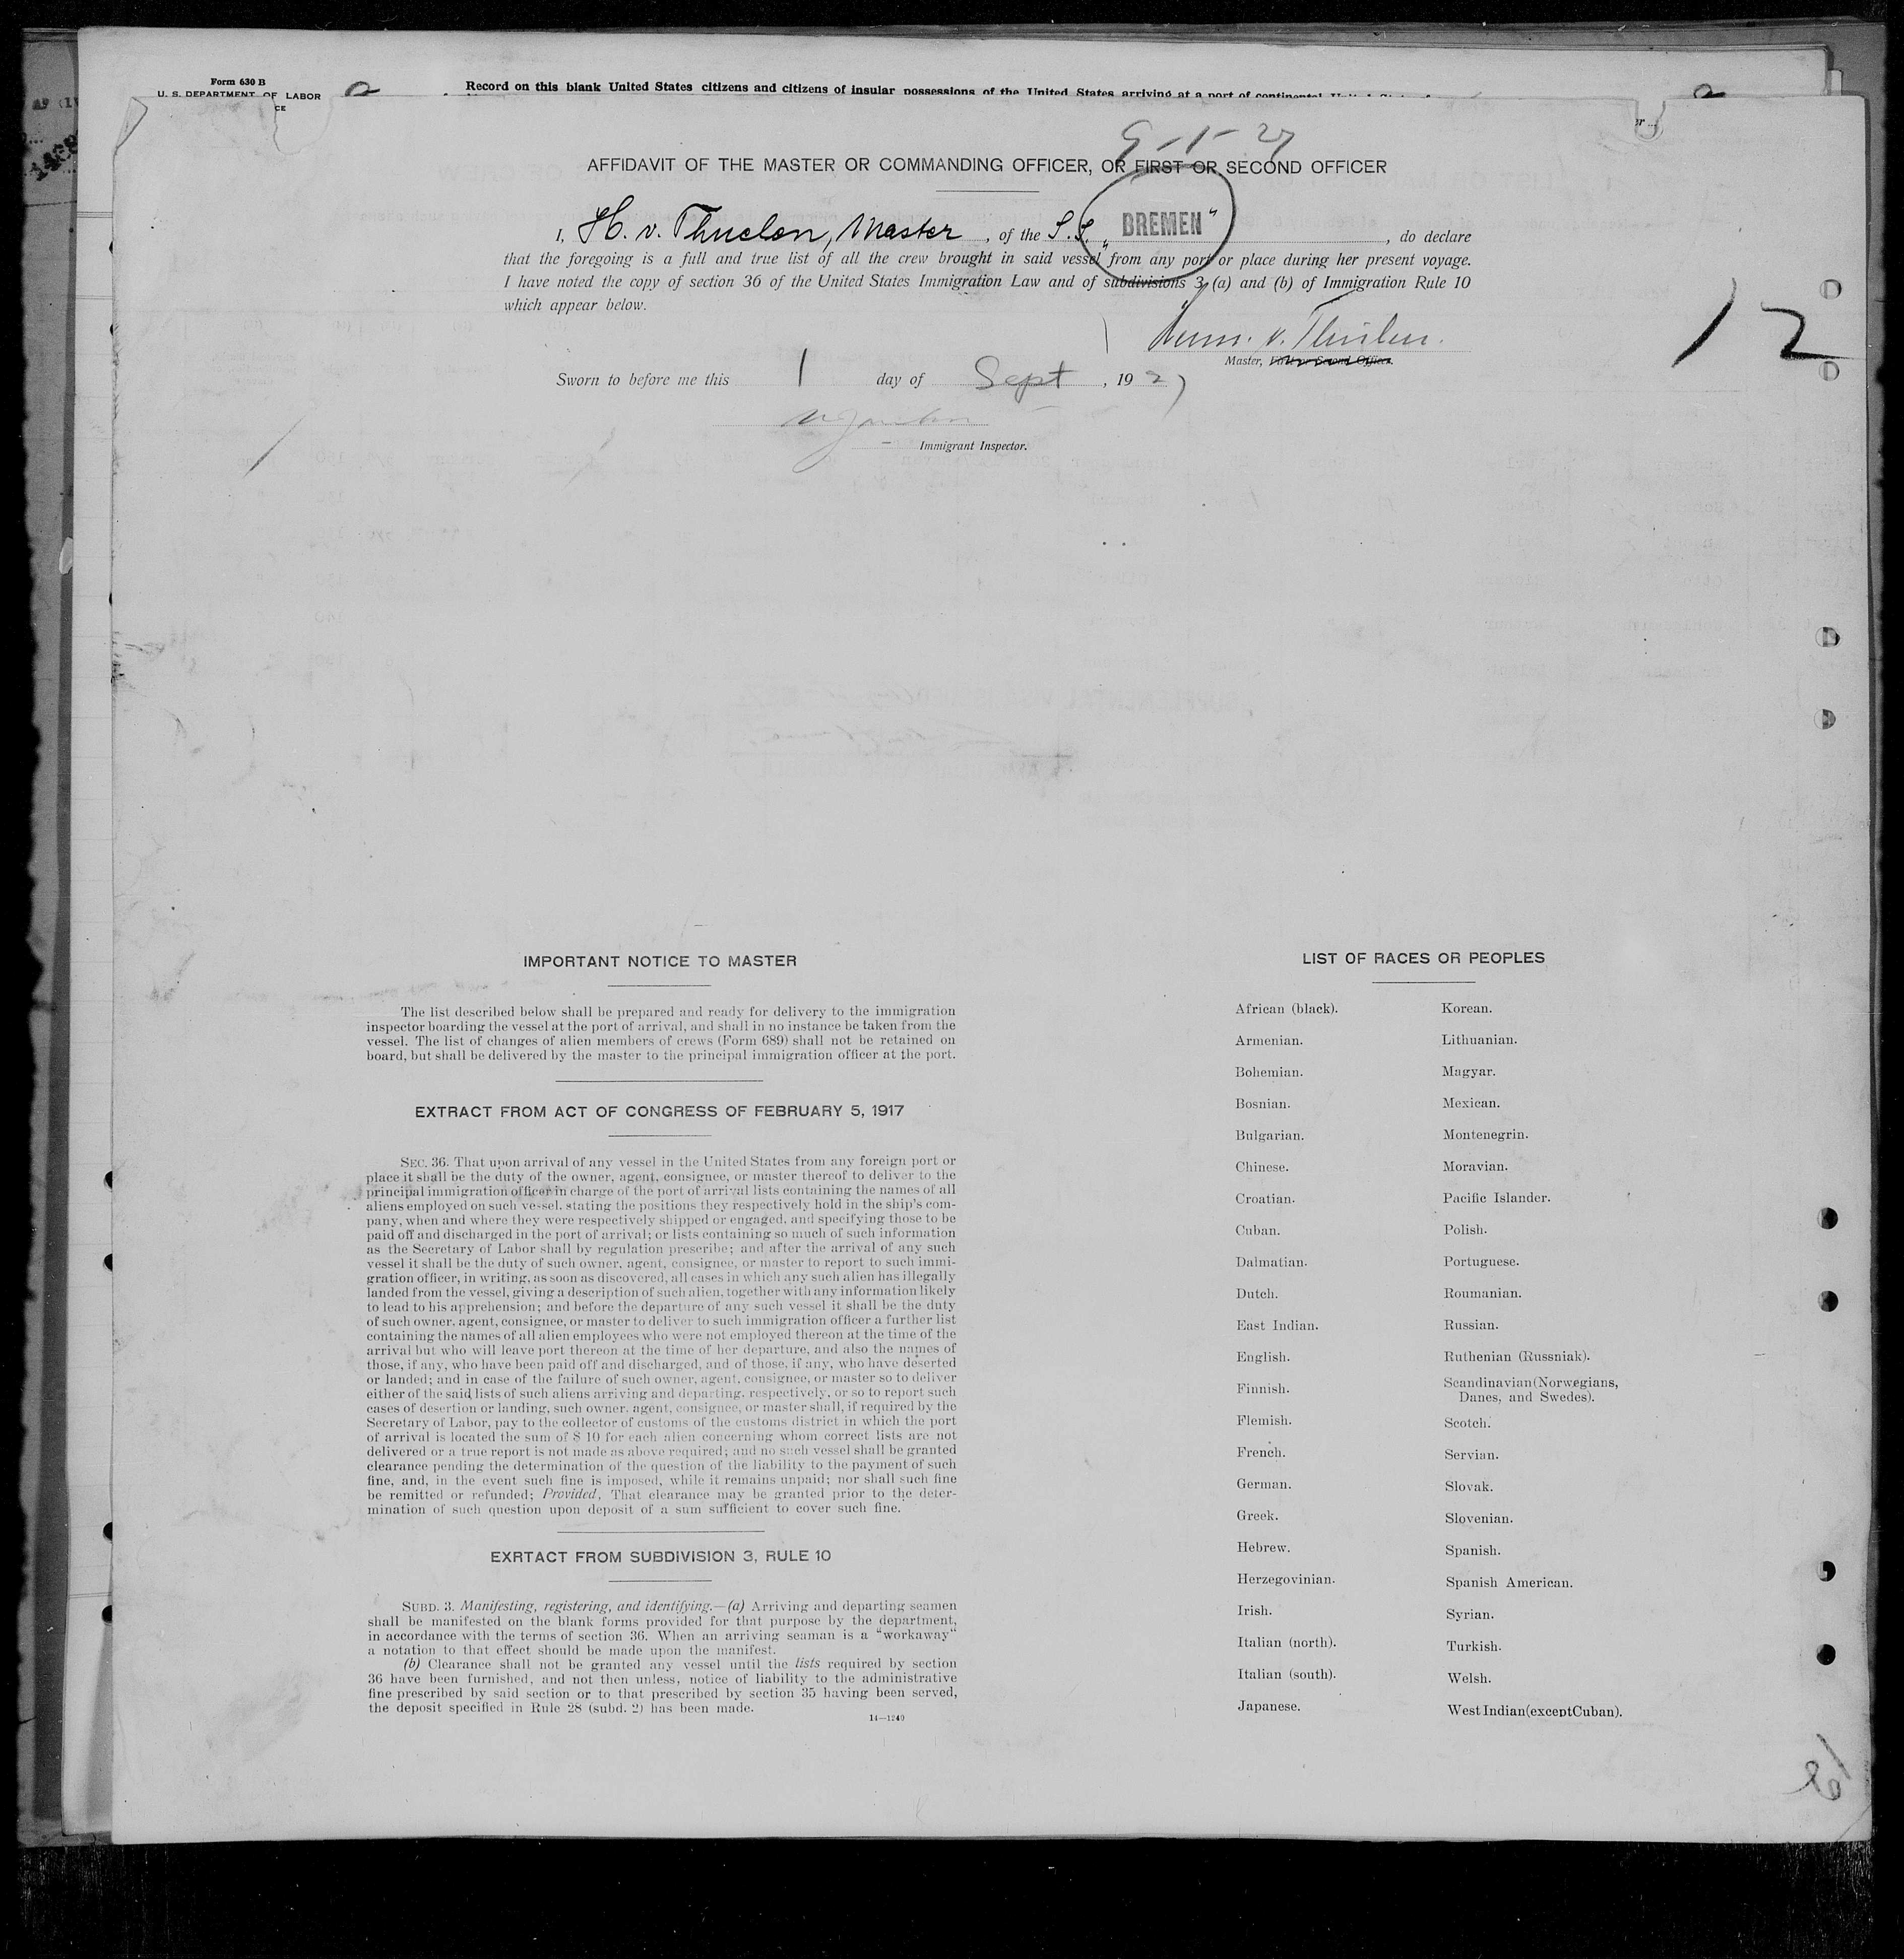 Form 630 B
U. S. DEPARTMENT OF LABOR
Record on this blank United States citizens and citizens of insular possessions of the United States arriving at a port of continental United States
9-1-27
AFFIDAVIT OF THE MASTER OR COMMANDING OFFICER, OR FIRST OR SECOND OFFICER
I, H. v. Thuelen, Master, of the S.S. "BREMEN", do declare
that the foregoing is a full and true list of all the crew brought in said vessel from any port or place during her present voyage.
I have noted the copy of section 36 of the United States Immigration Law and of subdivisions 3 (a) and (b) of Immigration Rule 10
which appear below.
12
Master, First or Second Officer.
Sworn to before me this 1 day of Sept, 1927
Immigrant Inspector.
IMPORTANT NOTICE TO MASTER
The list described below shall be prepared and ready for delivery to the immigration
inspector boarding the vessel at the port of arrival, and shall in no instance be taken from the
vessel. The list of changes of alien members of crews (Form 689) shall not be retained on
board, but shall be delivered by the master to the principal immigration officer at the port.
EXTRACT FROM ACT OF CONGRESS OF FEBRUARY 5, 1917
SEC. 36. That upon arrival of any vessel in the United States from any foreign port or
place it shall be the duty of the owner, agent, consignee, or master thereof to deliver to the
principal immigration officer in charge of the port of arrival lists containing the names of all
aliens employed on such vessel, stating the positions they respectively hold in the ship's com-
pany, when and where they were respectively shipped or engaged, and specifying those to be
paid off and discharged in the port of arrival; or lists containing so much of such information
as the Secretary of Labor shall by regulation prescribe; and after the arrival of any such
vessel it shall be the duty of such owner, agent, consignee, or master to report to such immi-
gration officer, in writing, as soon as discovered, all cases in which any such alien has illegally
landed from the vessel, giving a description of such alien, together with any information likely
to lead to his apprehension; and before the departure of any such vessel it shall be the duty
of such owner, agent, consignee, or master to deliver to such immigration officer a further list
containing the names of all alien employees who were not employed thereon at the time of the
arrival but who will leave port thereon at the time of her departure, and also the names of
those, if any, who have been paid off and discharged, and of those, if any, who have deserted
or landed; and in case of the failure of such owner, agent, consignee, or master so to deliver
either of the said lists of such aliens arriving and departing, respectively, or so to report such
cases of desertion or landing, such owner, agent, consignee, or master shall, if required by the
Secretary of Labor, pay to the collector of customs of the customs district in which the port
of arrival is located the sum of $ 10 for each alien concerning whom correct lists are not
delivered or a true report is not made as above required; and no such vessel shall be granted
clearance pending the determination of the question of the liability to the payment of such
fine, and, in the event such fine is imposed, while it remains unpaid; nor shall such fine
be remitted or refunded; Provided, That clearance may be granted prior to the deter-
mination of such question upon deposit of a sum sufficient to cover such fine.
EXRTACT FROM SUBDIVISION 3, RULE 10
SUBD. 3. Manifesting, registering, and identifying.—(a) Arriving and departing seamen
shall be manifested on the blank forms provided for that purpose by the department,
in accordance with the terms of section 36. When an arriving seaman is a "workaway"
a notation to that effect should be made upon the manifest.
(b) Clearance shall not be granted any vessel until the lists required by section
36 have been furnished, and not then unless, notice of liability to the administrative
fine prescribed by said section or to that prescribed by section 35 having been served,
the deposit specified in Rule 28 (subd. 2) has been made.
14—1240
LIST OF RACES OR PEOPLES
African (black).
Armenian.
Bohemian.
Bosnian.
Bulgarian.
Chinese.
Croatian.
Cuban.
Dalmatian.
Dutch.
East Indian.
English.
Finnish.
Flemish.
French.
German.
Greek.
Hebrew.
Herzegovinian.
Irish.
Italian (north).
Italian (south).
Japanese.
Korean.
Lithuanian.
Magyar.
Mexican.
Montenegrin.
Moravian.
Pacific Islander.
Polish.
Portuguese.
Roumanian.
Russian.
Ruthenian (Russniak).
Scandinavian (Norwegians,
Danes, and Swedes).
Scotch.
Servian.
Slovak.
Slovenian.
Spanish.
Spanish American.
Syrian.
Turkish.
Welsh.
West Indian (except Cuban).